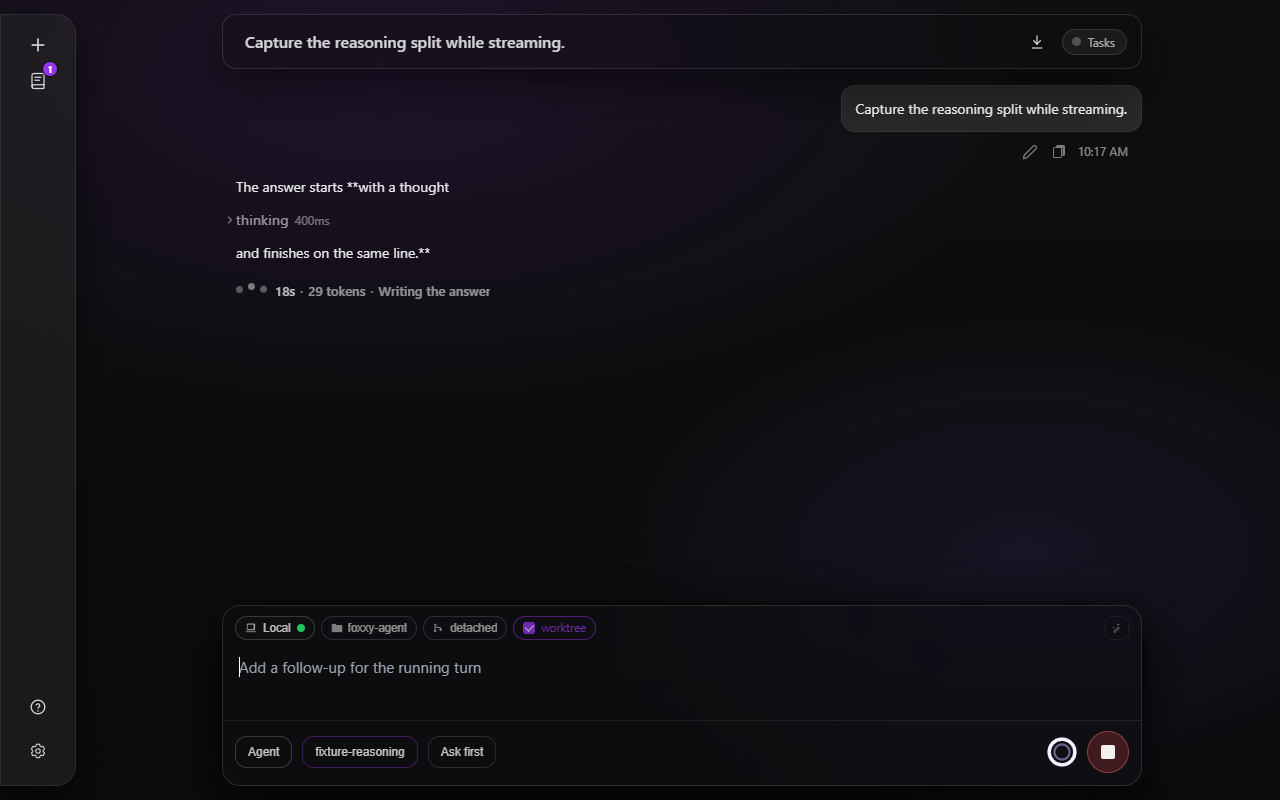 Capture the reasoning split while streaming.
Tasks
1
Capture the reasoning split while streaming.
10:17 AM
The answer starts **with a thought
thinking 400ms
and finishes on the same line.**
18s · 29 tokens · Writing the answer
Local foxxy-agent detached worktree
Add a follow-up for the running turn
Agent fixture-reasoning Ask first